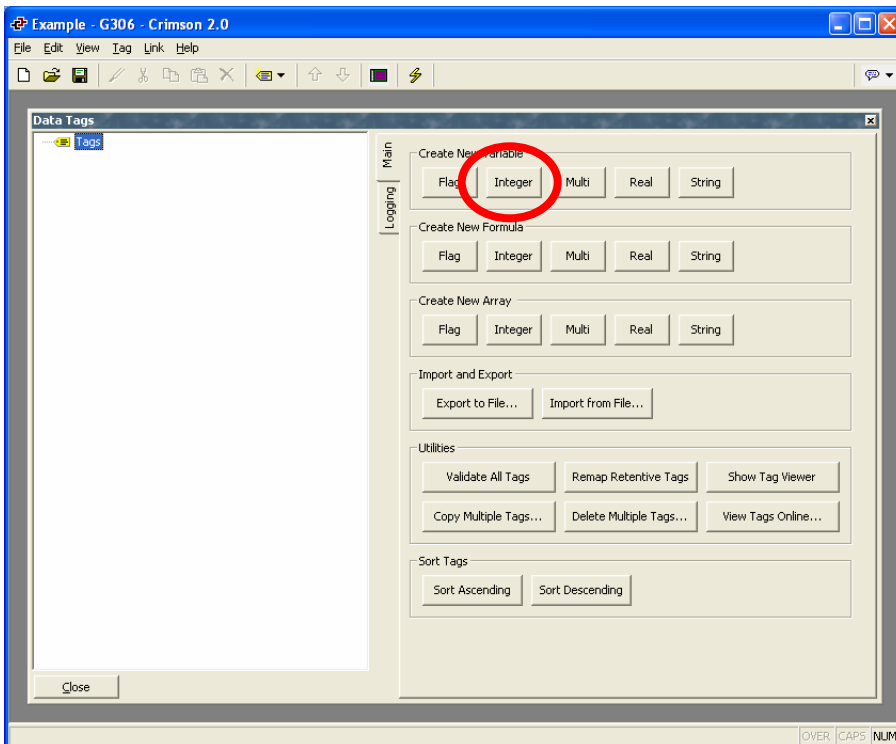 Example - G306 - Crimson 2.0
File Edit View Tag Link Help
Data Tags
Tags
Main
Logging
Create New Variable
Flag Integer Multi Real String
Create New Formula
Flag Integer Multi Real String
Create New Array
Flag Integer Multi Real String
Import and Export
Export to File... Import from File...
Utilities
Validate All Tags Remap Retentive Tags Show Tag Viewer
Copy Multiple Tags... Delete Multiple Tags... View Tags Online...
Sort Tags
Sort Ascending Sort Descending
Close
OVER CAPS NUM